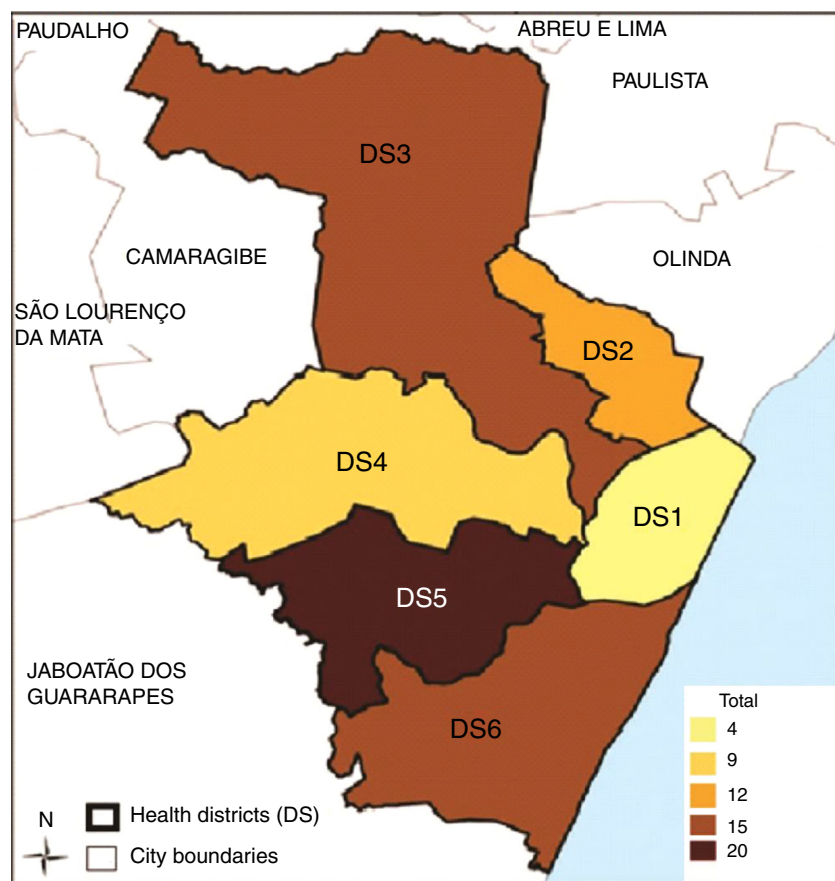 PAUDALHO
ABREU E LIMA
PAULISTA
DS3
CAMARAGIBE
OLINDA
SÃO LOURENÇO
DA MATA
DS2
DS4
DS1
DS5
JABOATÃO DOS
GUARARAPES
DS6
Total
4
9
12
15
20
N
Health districts (DS)
City boundaries